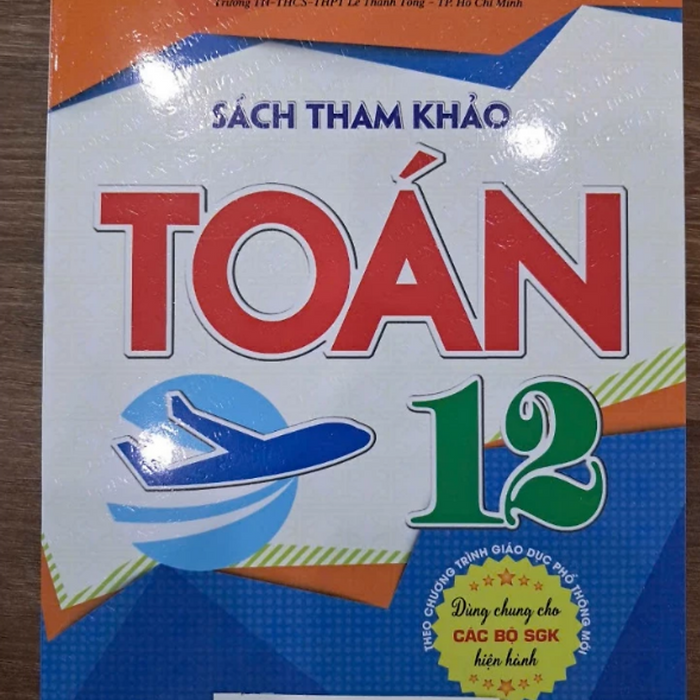 Trường TH-THCS-THPT Lê Thánh Tông - TP. Hồ Chí Minh
SÁCH THAM KHẢO
TOÁN
12
THEO CHƯƠNG TRÌNH GIÁO DỤC PHỔ THÔNG MỚI
Dùng chung cho
CÁC BỘ SGK
hiện hành